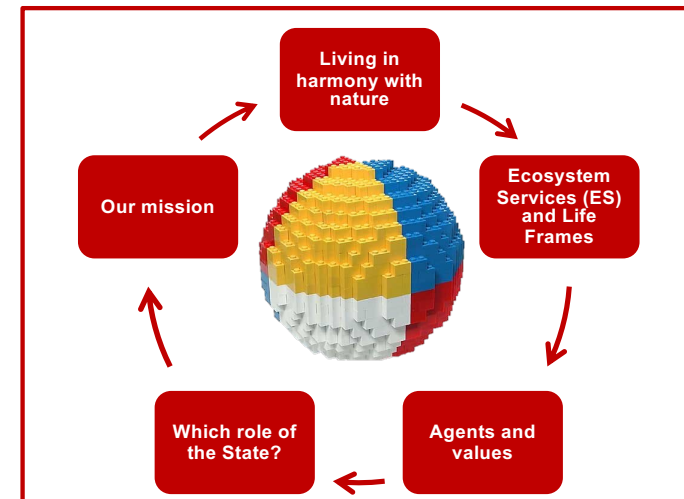 Living in
harmony with
nature
Ecosystem
Services (ES)
and Life
Frames
Agents and
values
Which role of
the State?
Our mission